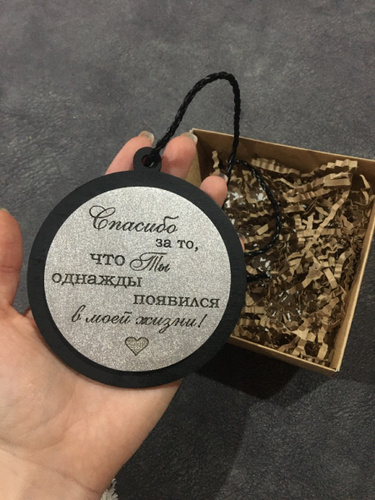 Спасибо
за то,
что Ты
однажды
появился
в моей жизни!